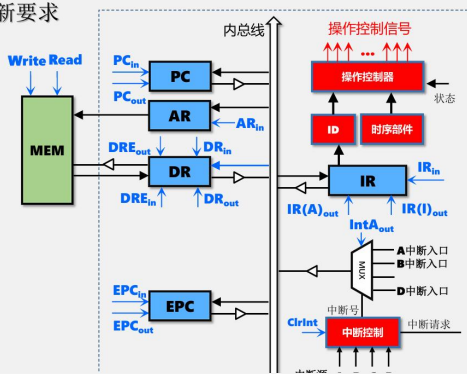 新要求
内总线
操作控制信号
Write Read
PCin
PC
PCout
操作控制器
状态
AR
ARin
ID
时序部件
MEM
DREout
DRin
DR
DREin
DRout
IR
IRin
IR(A)out
IR(I)out
IntAout
MUX
A中断入口
B中断入口
D中断入口
EPCin
EPC
EPCout
中断号
ClrInt
中断控制
中断请求
中断源